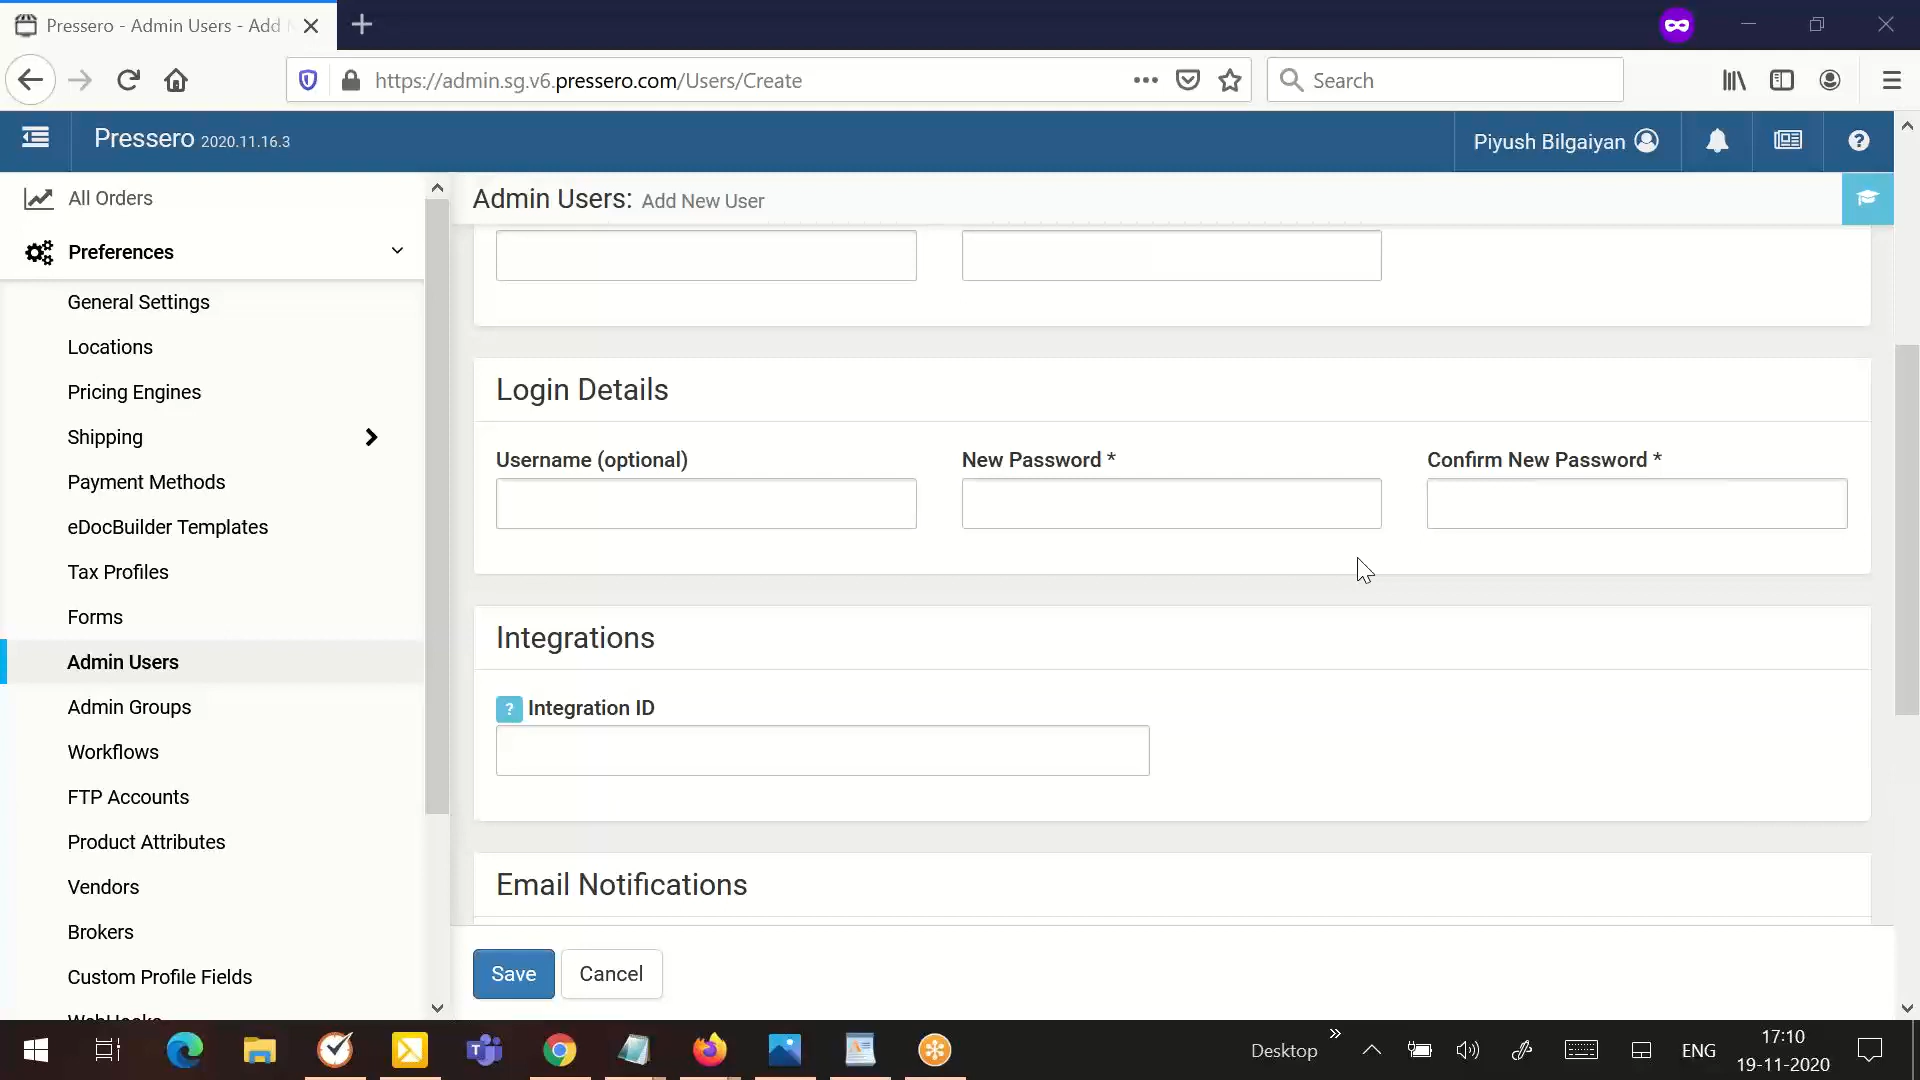 Pressero - Admin Users - Add
https://admin.sg.v6.pressero.com/Users/Create
Search
Pressero 2020.11.16.3
Piyush Bilgaiyan
All Orders
Admin Users: Add New User
Preferences
General Settings
Locations
Pricing Engines
Shipping
Payment Methods
eDocBuilder Templates
Tax Profiles
Forms
Admin Users
Admin Groups
Workflows
FTP Accounts
Product Attributes
Vendors
Brokers
Custom Profile Fields
WebHooks
Login Details
Username (optional)
New Password *
Confirm New Password *
Integrations
? Integration ID
Email Notifications
Save
Cancel
Desktop
ENG
17:10
19-11-2020